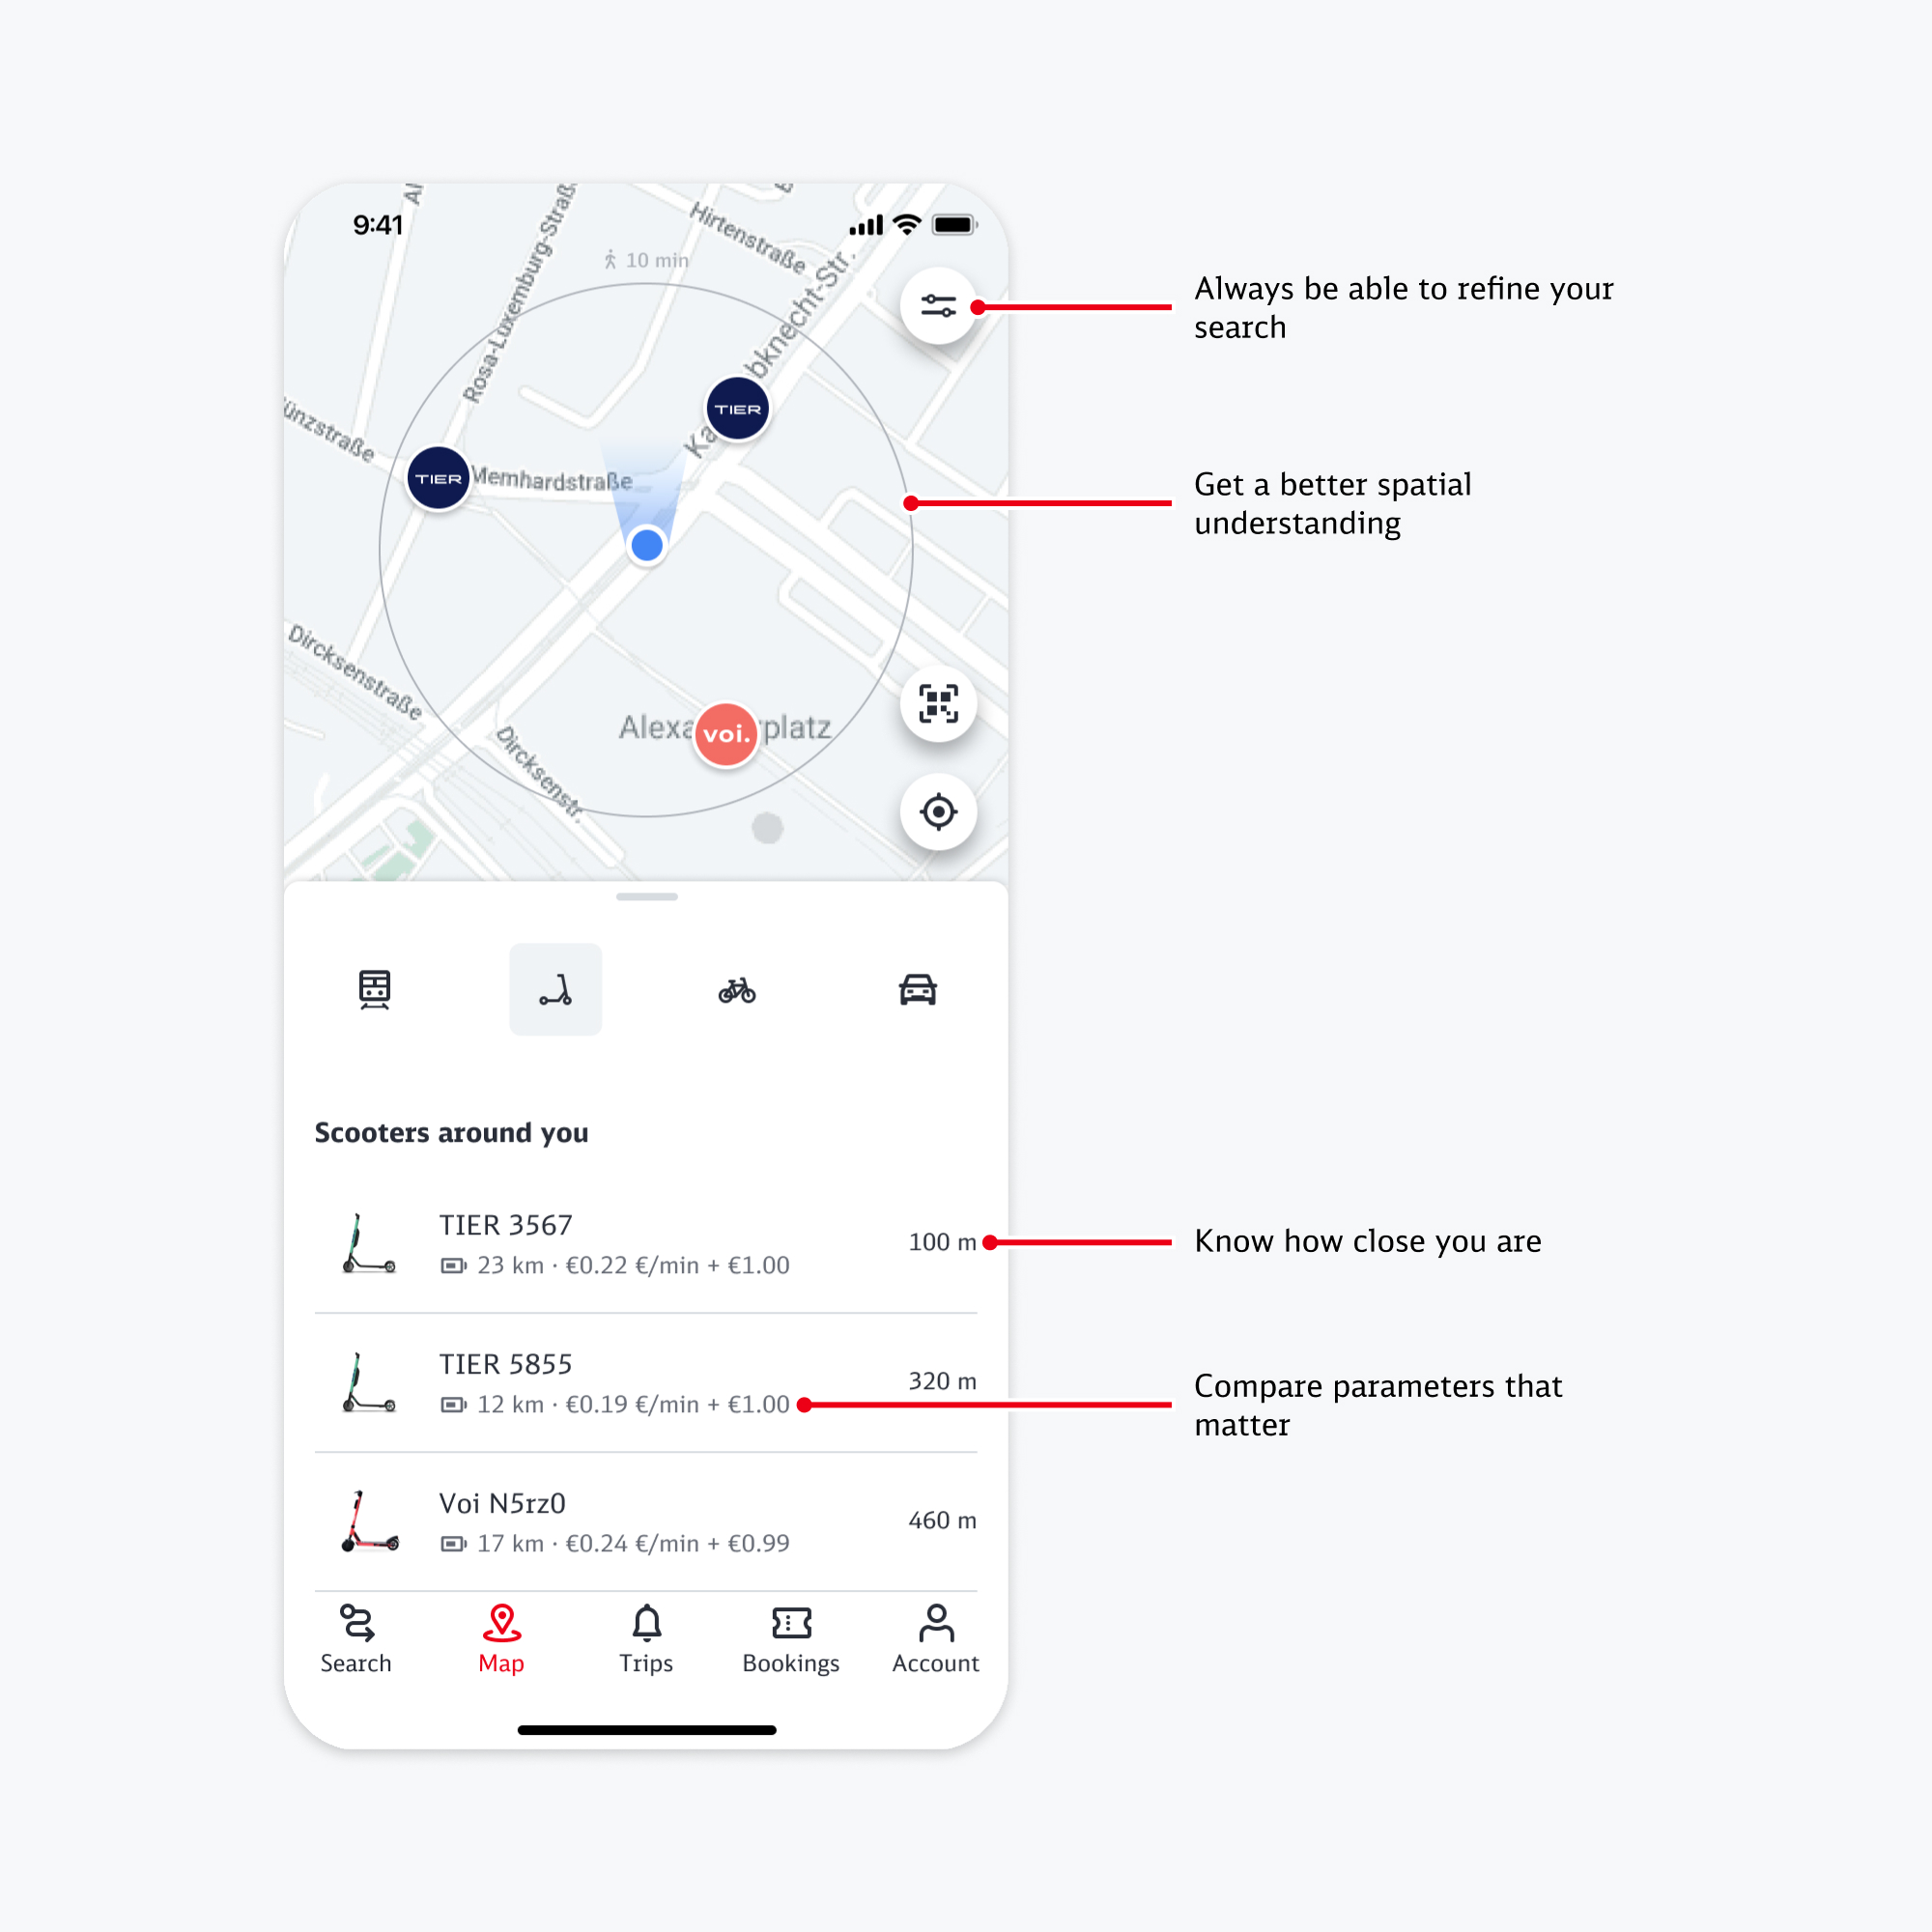 9:41
Al
Rosa-Luxemburg-Straß
Hirtenstraße
10 min
bknecht-Str.
Ka
TIER
ünzstraße
TIER
Memhardstraße
Dircksenstraße
Dircksenstr.
Alexa platz
voi.
Scooters around you
TIER 3567
23 km · €0.22 €/min + €1.00
100 m
TIER 5855
12 km · €0.19 €/min + €1.00
320 m
Voi N5rz0
17 km · €0.24 €/min + €0.99
460 m
Search
Map
Trips
Bookings
Account
Always be able to refine your
search
Get a better spatial
understanding
Know how close you are
Compare parameters that
matter